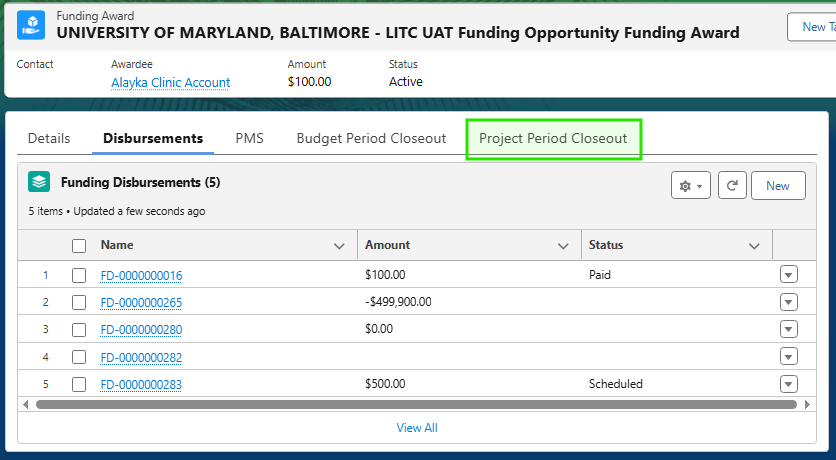 Funding Award
UNIVERSITY OF MARYLAND, BALTIMORE - LITC UAT Funding Opportunity Funding Award
New Ta
Contact Awardee Amount Status
Alayka Clinic Account $100.00 Active
Details Disbursements PMS Budget Period Closeout Project Period Closeout
Funding Disbursements (5)
New
5 items • Updated a few seconds ago
Name Amount Status
1 FD-0000000016 $100.00 Paid
2 FD-0000000265 -$499,900.00
3 FD-0000000280 $0.00
4 FD-0000000282
5 FD-0000000283 $500.00 Scheduled
View All